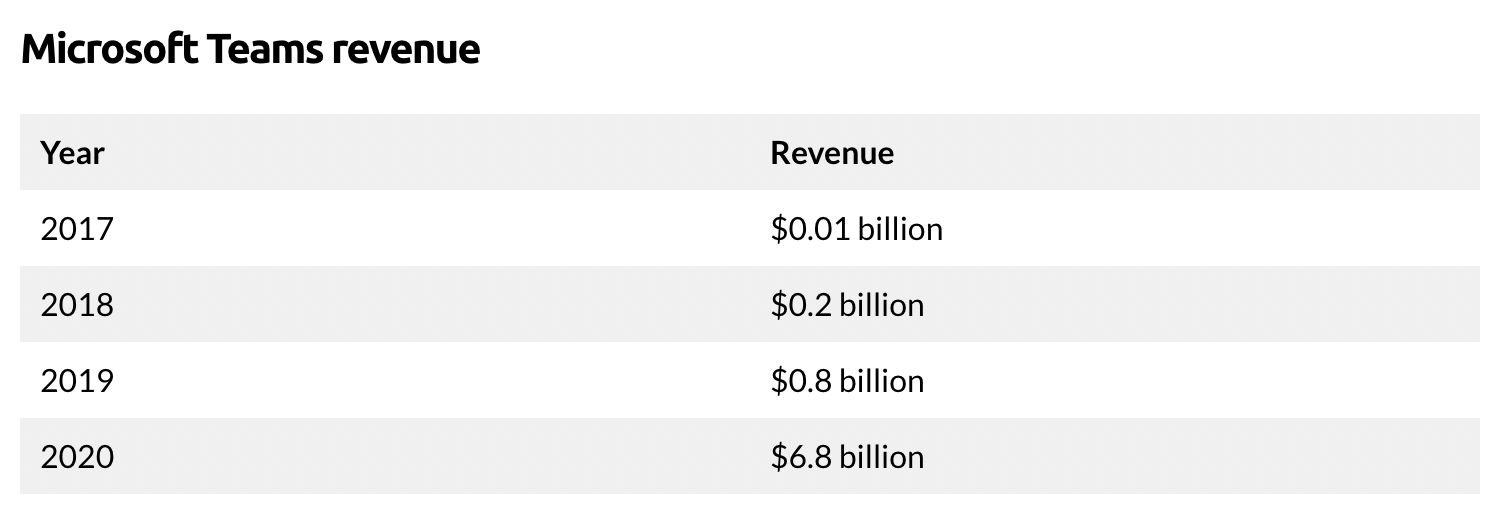 Microsoft Teams revenue
Year Revenue
2017 $0.01 billion
2018 $0.2 billion
2019 $0.8 billion
2020 $6.8 billion